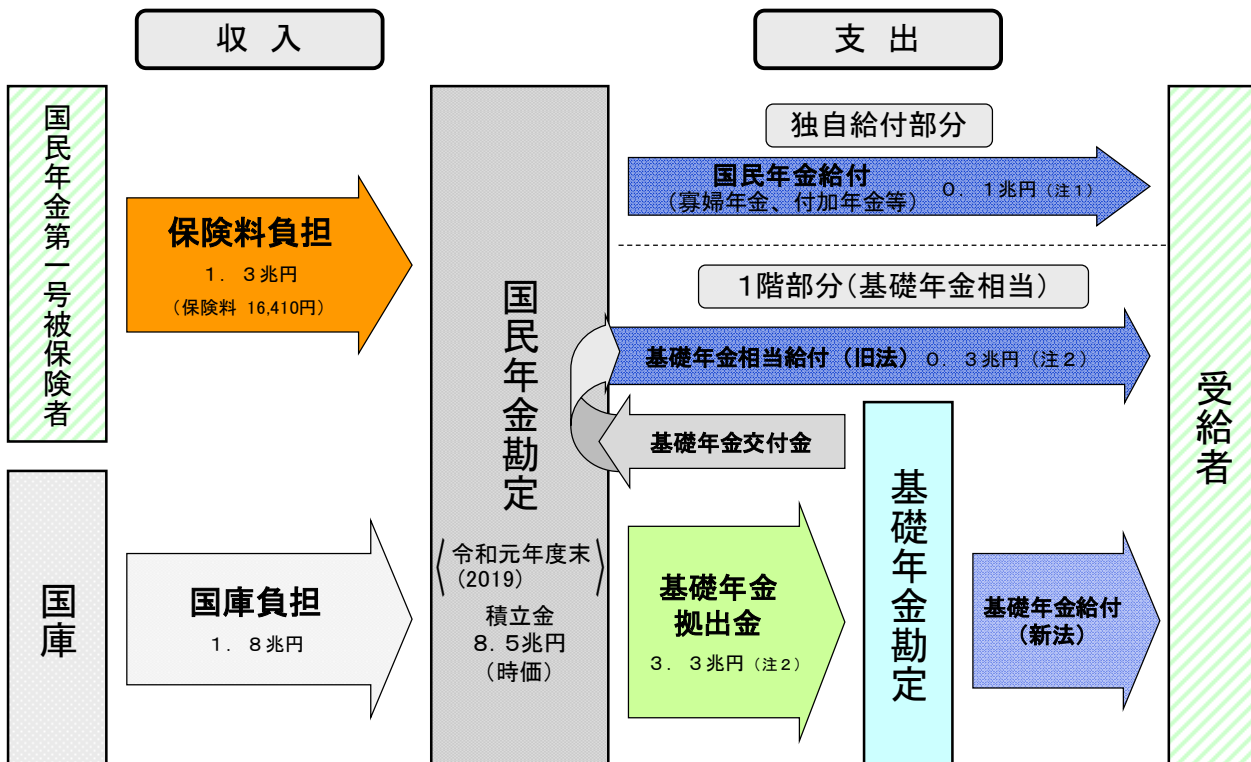 収 入
支 出
国民年金第一号被保険者
保険料負担
1. 3兆円
(保険料 16,410円)
国庫
国庫負担
1. 8兆円
国民年金勘定
令和元年度末
(2019)
積立金
8.5兆円
(時価)
独自給付部分
国民年金給付
(寡婦年金、付加年金等) 0. 1兆円(注1)
1階部分(基礎年金相当)
基礎年金相当給付(旧法) 0. 3兆円(注2)
基礎年金交付金
基礎年金
拠出金
3. 3兆円(注2)
基礎年金勘定
基礎年金給付
(新法)
受給者